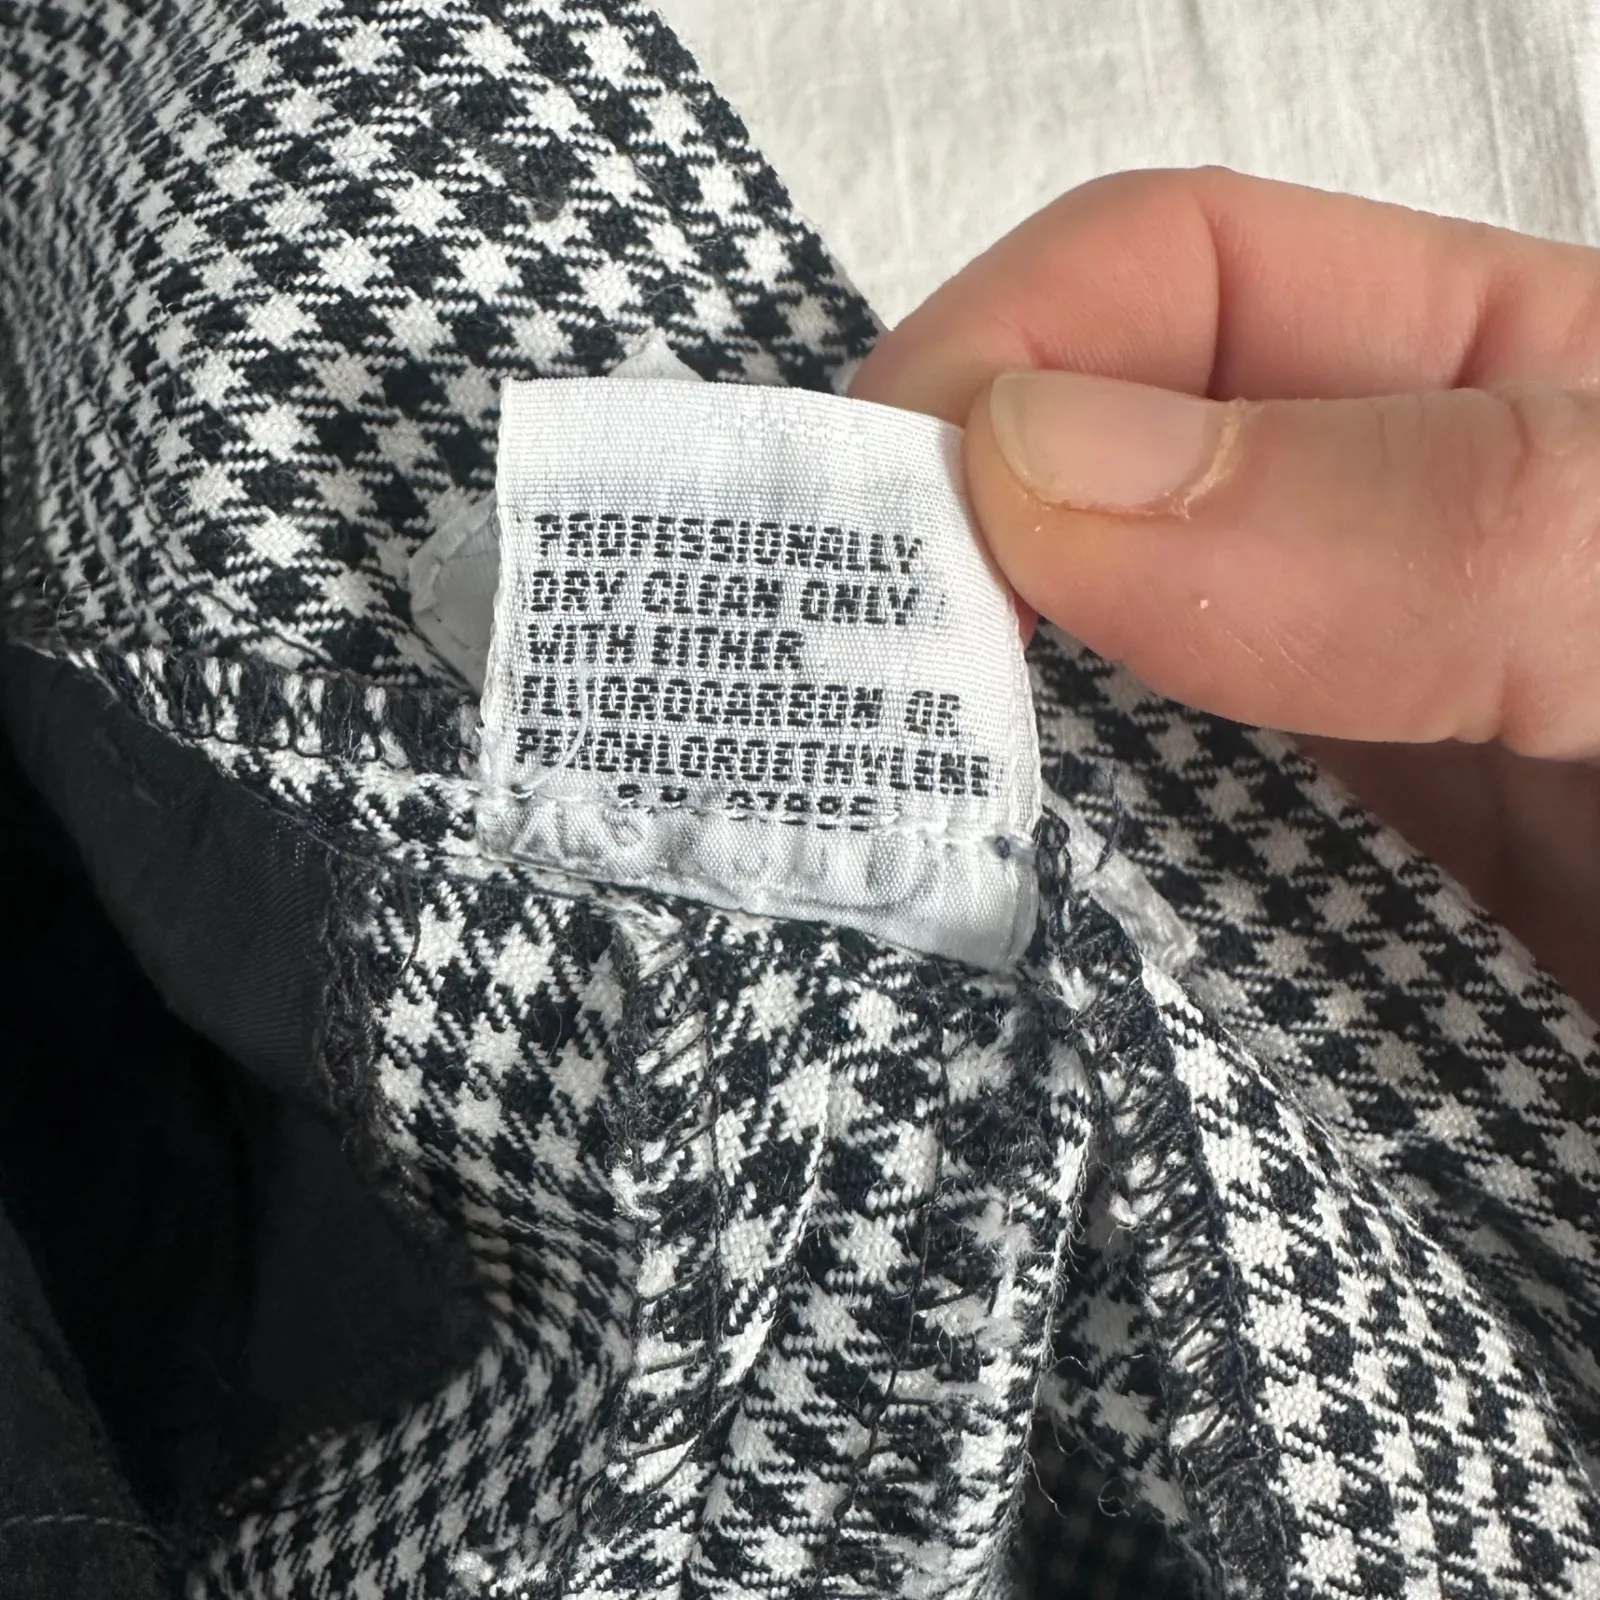 PROFESSIONALLY
DRY CLEAN ONLY
WITH EITHER
FLUOROCARBON OR
PERCHLOROETHYLENE